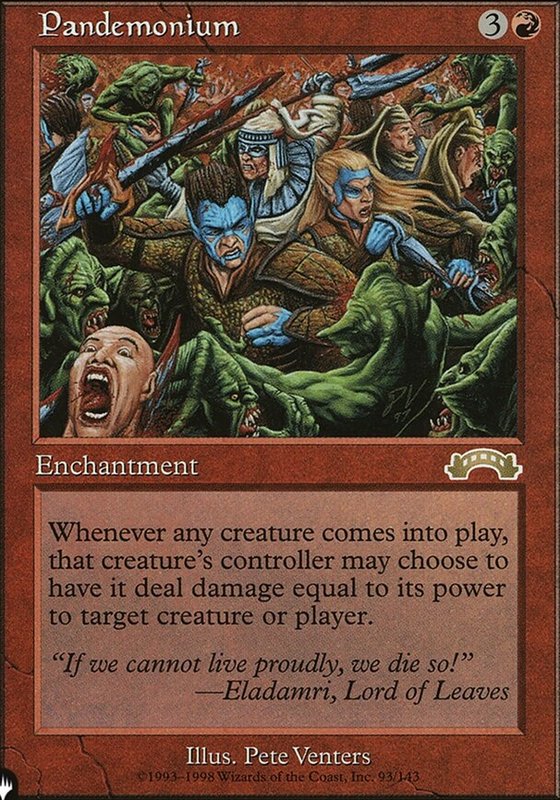 Pandemonium 3
Enchantment
Whenever any creature comes into play,
that creature's controller may choose to
have it deal damage equal to its power
to target creature or player.
“If we cannot live proudly, we die so!”
—Eladamri, Lord of Leaves
Illus. Pete Venters
©1993–1998 Wizards of the Coast, Inc. 93/143